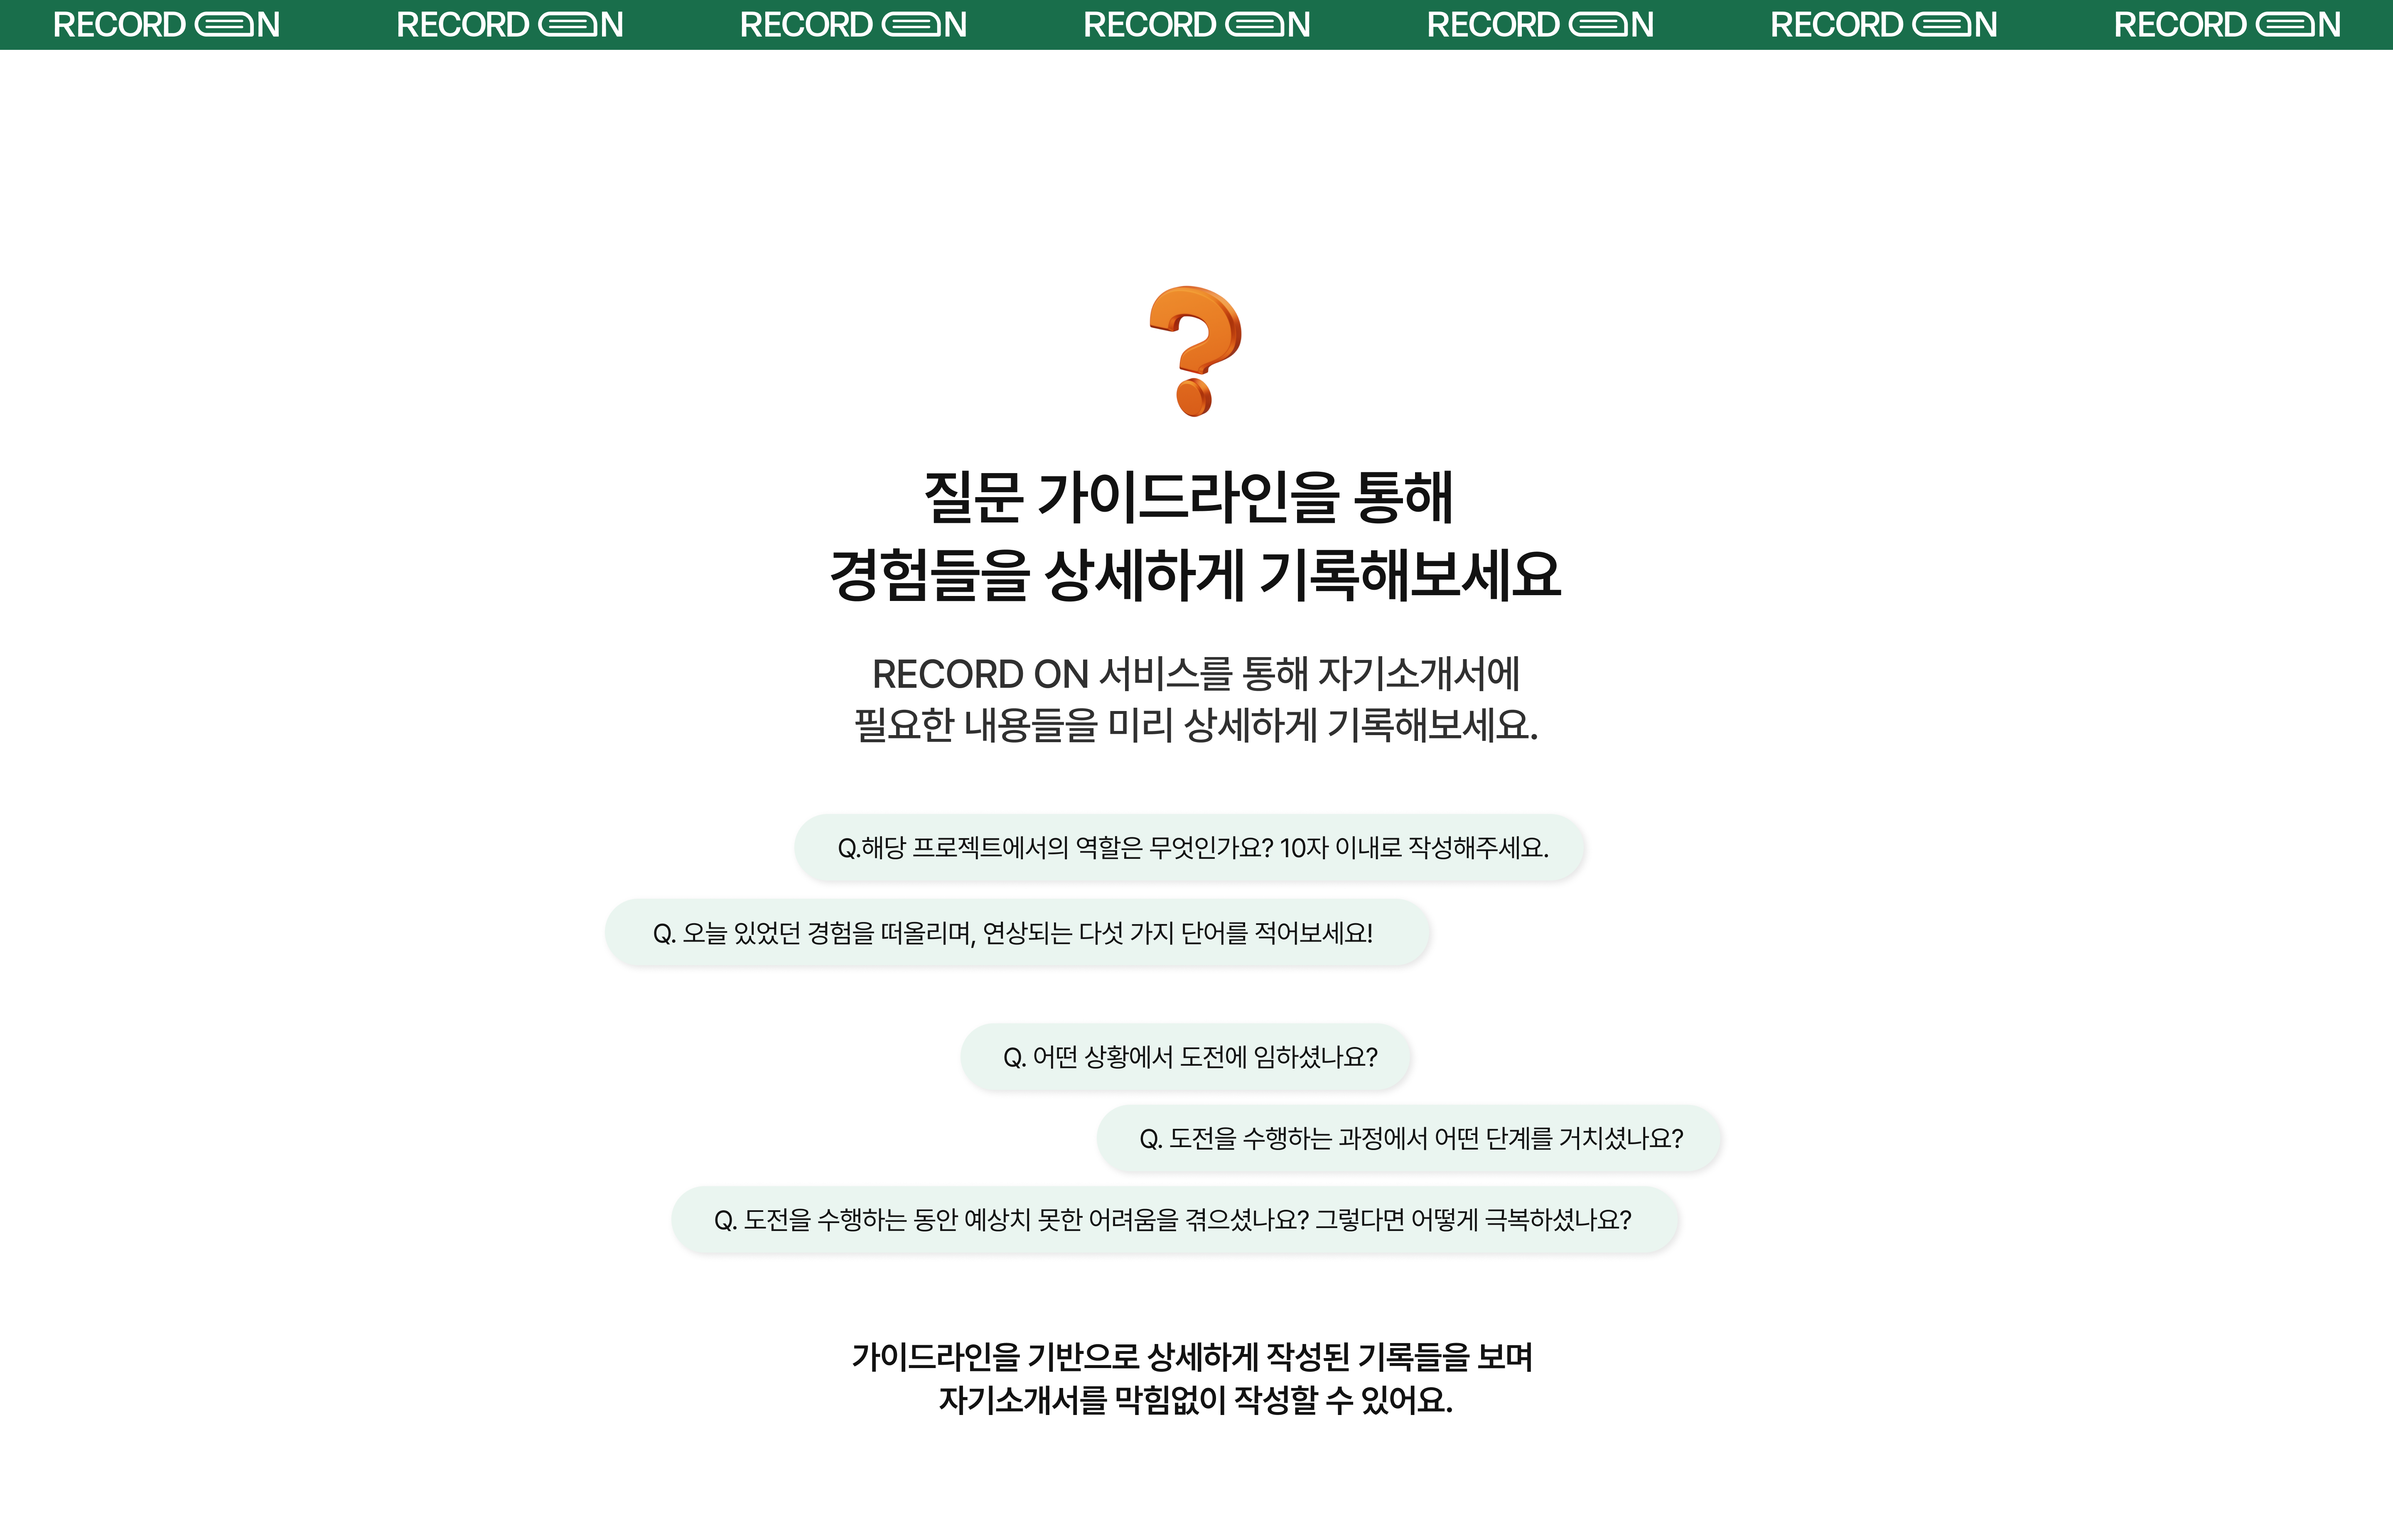 RECORD ON RECORD ON RECORD ON RECORD ON RECORD ON RECORD ON RECORD ON
질문 가이드라인을 통해
경험들을 상세하게 기록해보세요
RECORD ON 서비스를 통해 자기소개서에
필요한 내용들을 미리 상세하게 기록해보세요.
Q.해당 프로젝트에서의 역할은 무엇인가요? 10자 이내로 작성해주세요.
Q. 오늘 있었던 경험을 떠올리며, 연상되는 다섯 가지 단어를 적어보세요!
Q. 어떤 상황에서 도전에 임하셨나요?
Q. 도전을 수행하는 과정에서 어떤 단계를 거치셨나요?
Q. 도전을 수행하는 동안 예상치 못한 어려움을 겪으셨나요? 그렇다면 어떻게 극복하셨나요?
가이드라인을 기반으로 상세하게 작성된 기록들을 보며
자기소개서를 막힘없이 작성할 수 있어요.